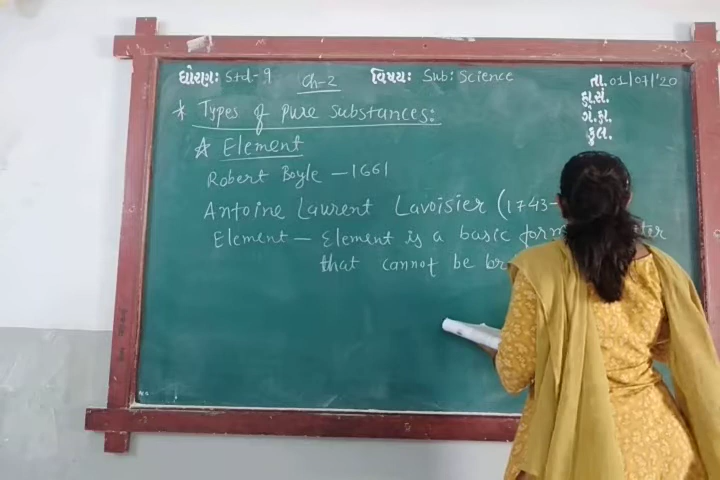 ધોરણ: Std-9 Ch-2 વિષય: Sub: Science તા. 01/07/'20
ફા.સં.
ગે.ફા.
કુલ.
* Types of Pure Substances:
☆ Element
Robert Boyle – 1661
Antoine Laurent Lavoisier (1743-
Element – Element is a basic form
that cannot be br